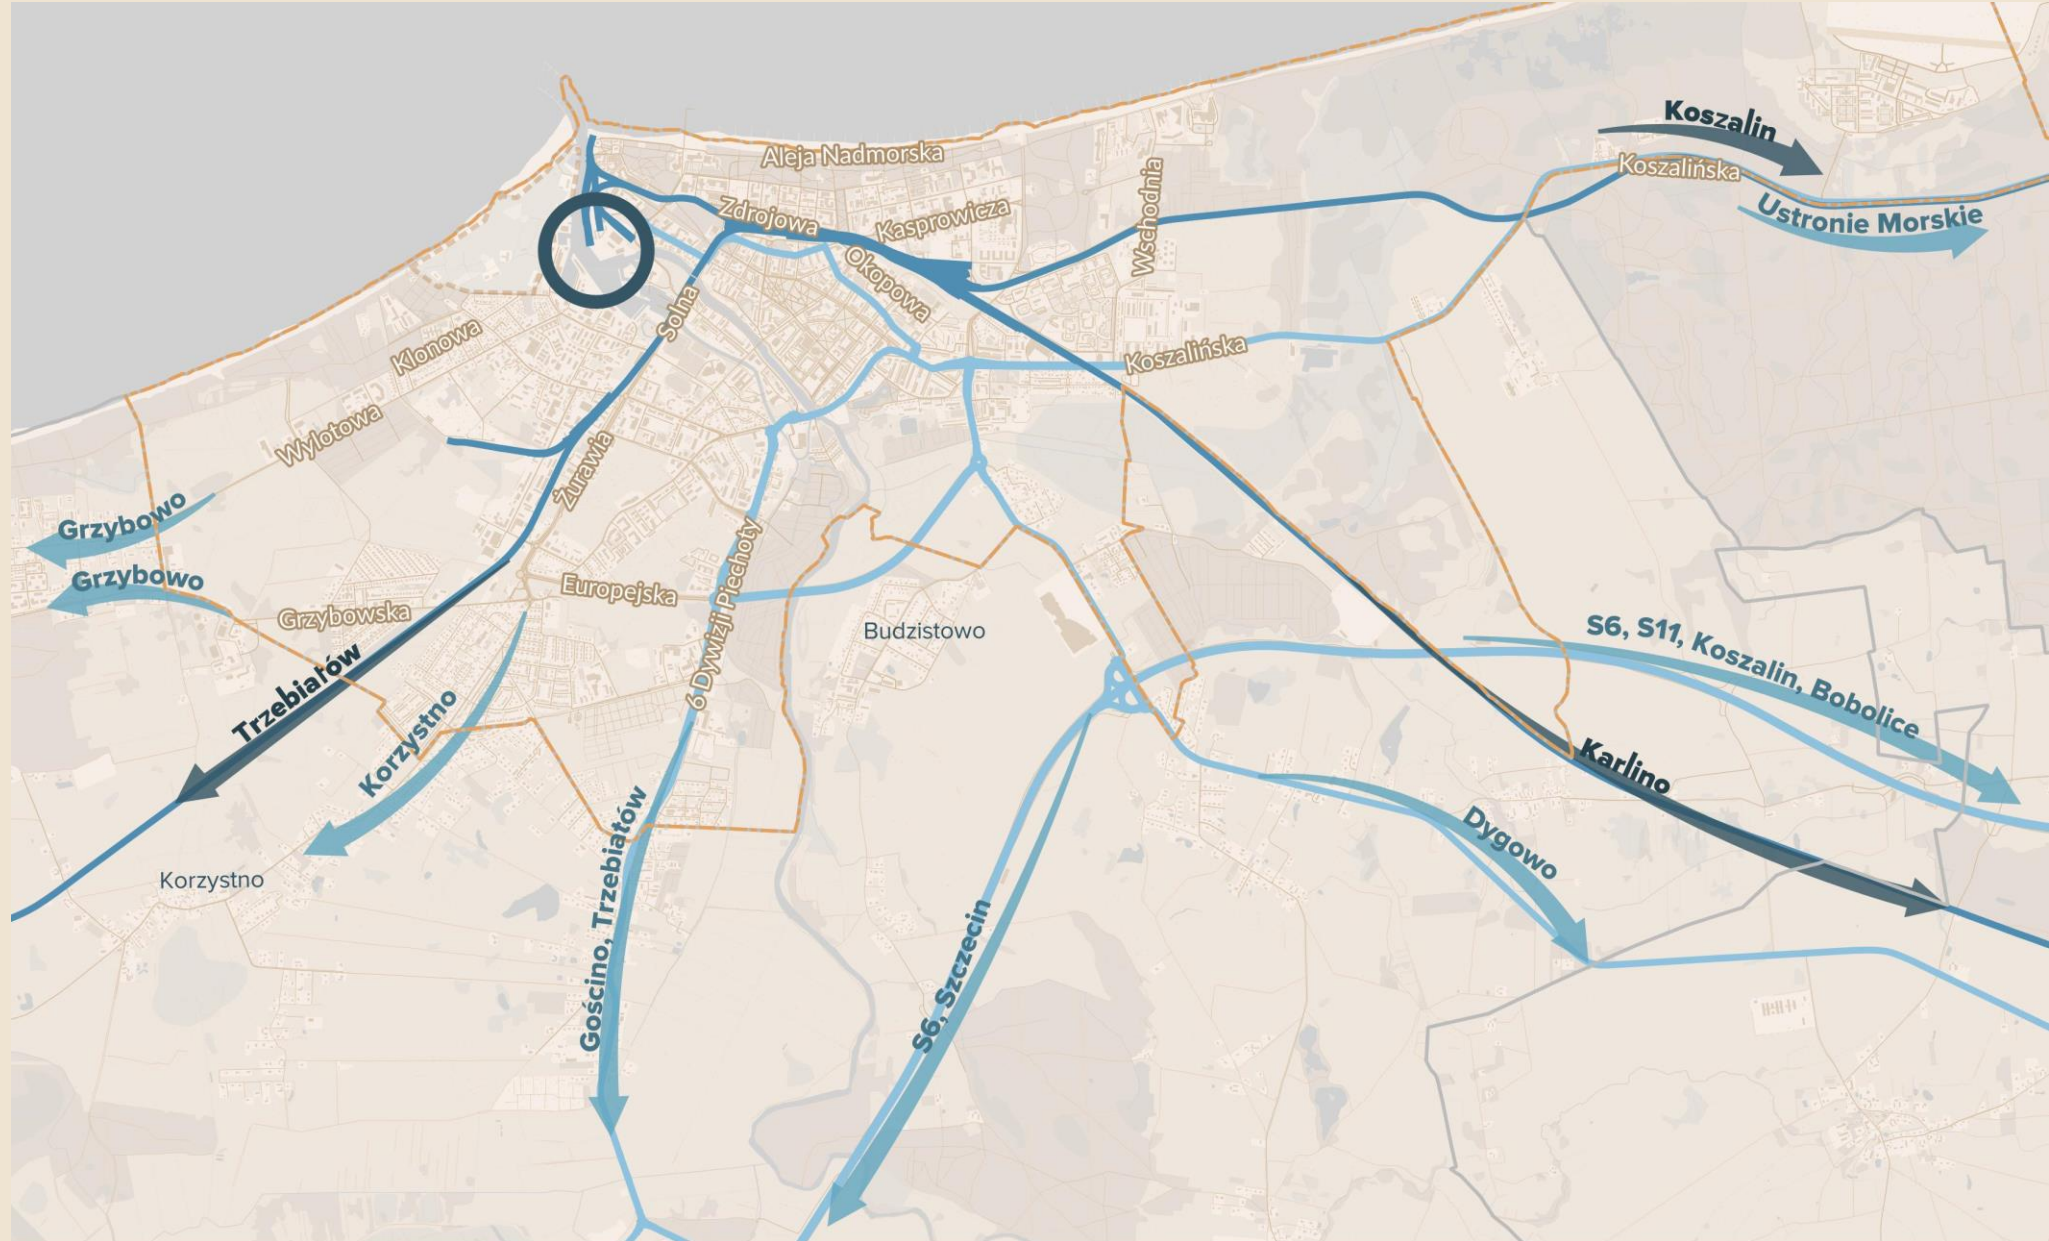 Koszalin
Aleja Nadmorska
Koszalińska
Zdrojowa
Kasprowicza
Wschodnia
Ustronie Morskie
Okopowa
Solna
Klonowa
Koszalińska
Wylotowa
Żurawia
Grzybowo
Grzybowo
Europejska
Grzybowska
6 Dywizji Piechoty
Budzistowo
S6, S11, Koszalin, Bobolice
Trzebiatów
Korzystno
Karlino
Dygowo
Gościno, Trzebiatów
Korzystno
S6, Szczecin